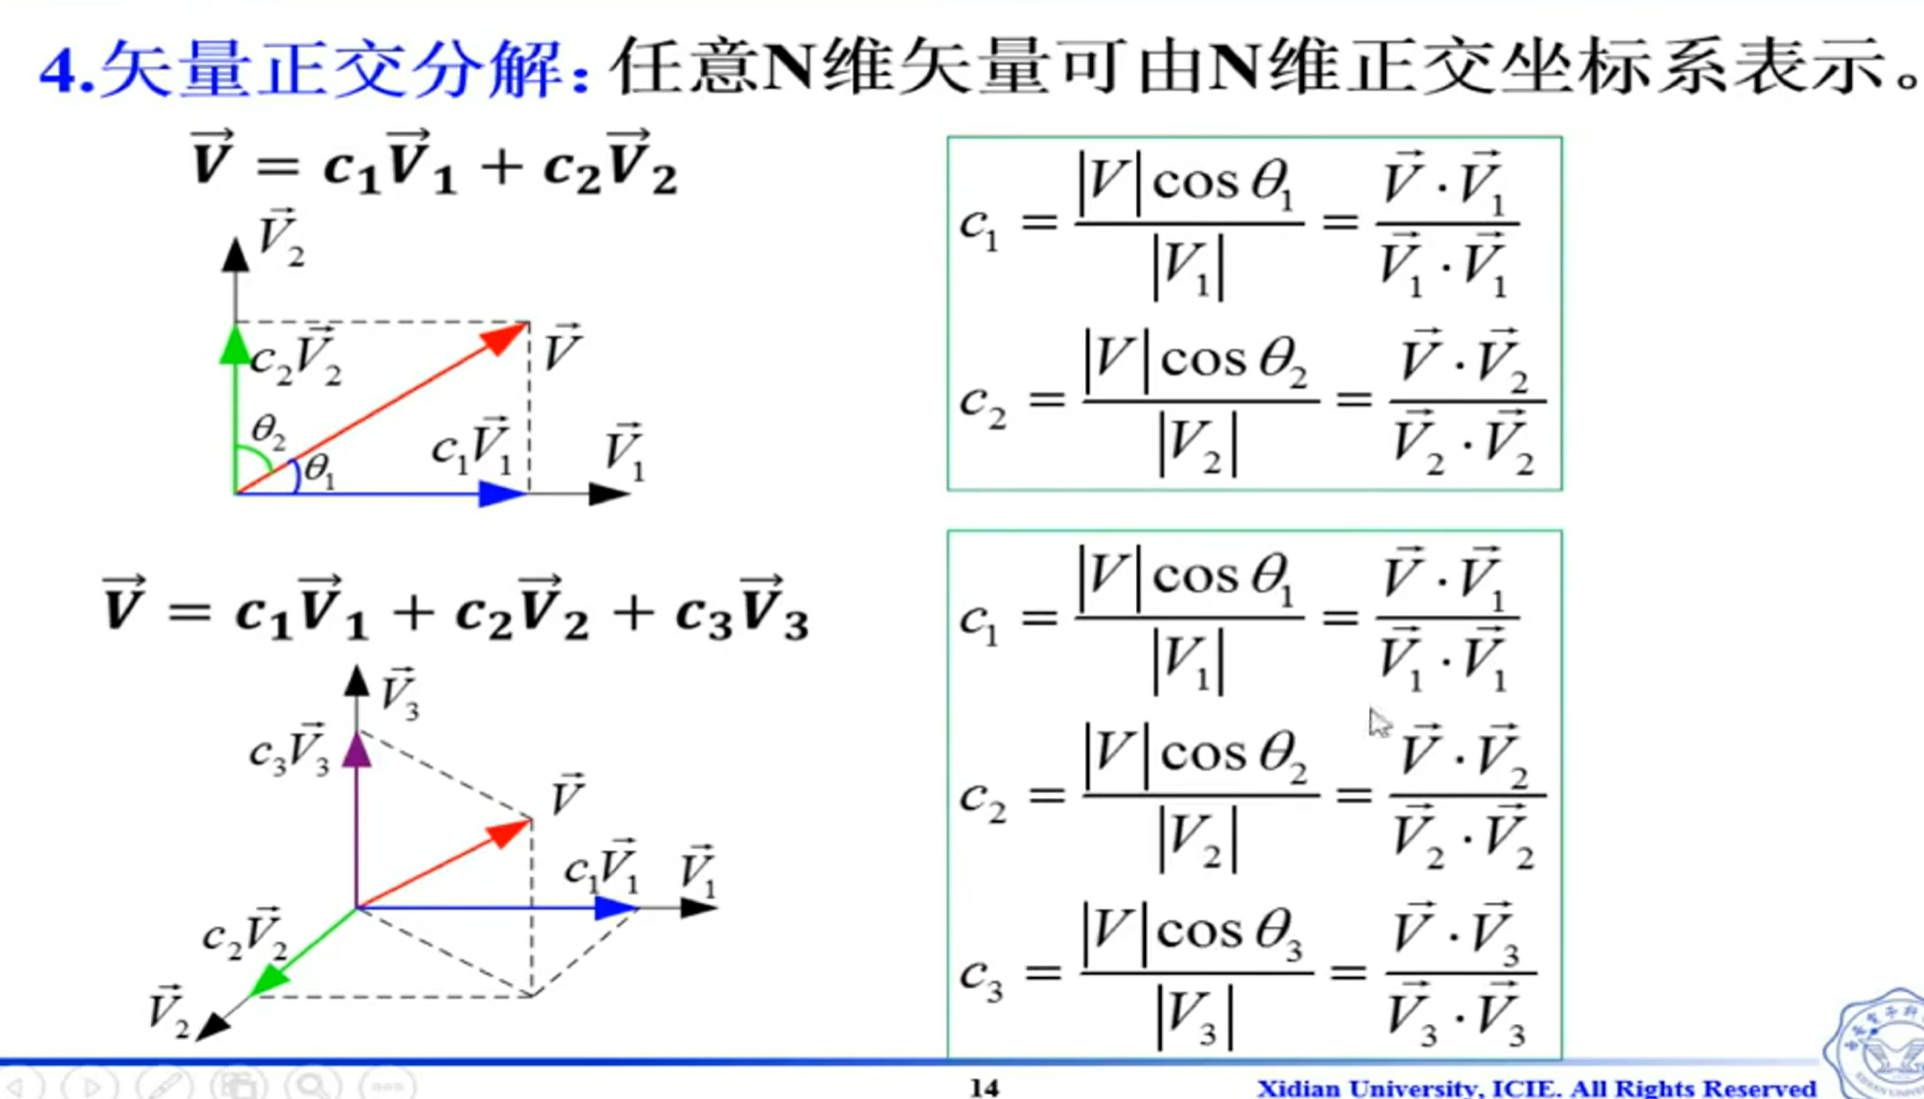 4.矢量正交分解：任意N维矢量可由N维正交坐标系表示。
$\vec{V} = c_1\vec{V}_1 + c_2\vec{V}_2$
$\vec{V}_2$
$c_2\vec{V}_2$
$\vec{V}$
$\theta_2$
$\theta_1$
$c_1\vec{V}_1$
$\vec{V}_1$
$c_1 = \frac{|V|\cos\theta_1}{|V_1|} = \frac{\vec{V}\cdot\vec{V}_1}{\vec{V}_1\cdot\vec{V}_1}$
$c_2 = \frac{|V|\cos\theta_2}{|V_2|} = \frac{\vec{V}\cdot\vec{V}_2}{\vec{V}_2\cdot\vec{V}_2}$
$\vec{V} = c_1\vec{V}_1 + c_2\vec{V}_2 + c_3\vec{V}_3$
$\vec{V}_3$
$c_3\vec{V}_3$
$\vec{V}$
$c_1\vec{V}_1$
$\vec{V}_1$
$c_2\vec{V}_2$
$\vec{V}_2$
$c_1 = \frac{|V|\cos\theta_1}{|V_1|} = \frac{\vec{V}\cdot\vec{V}_1}{\vec{V}_1\cdot\vec{V}_1}$
$c_2 = \frac{|V|\cos\theta_2}{|V_2|} = \frac{\vec{V}\cdot\vec{V}_2}{\vec{V}_2\cdot\vec{V}_2}$
$c_3 = \frac{|V|\cos\theta_3}{|V_3|} = \frac{\vec{V}\cdot\vec{V}_3}{\vec{V}_3\cdot\vec{V}_3}$
14
Xidian University, ICIE. All Rights Reserved